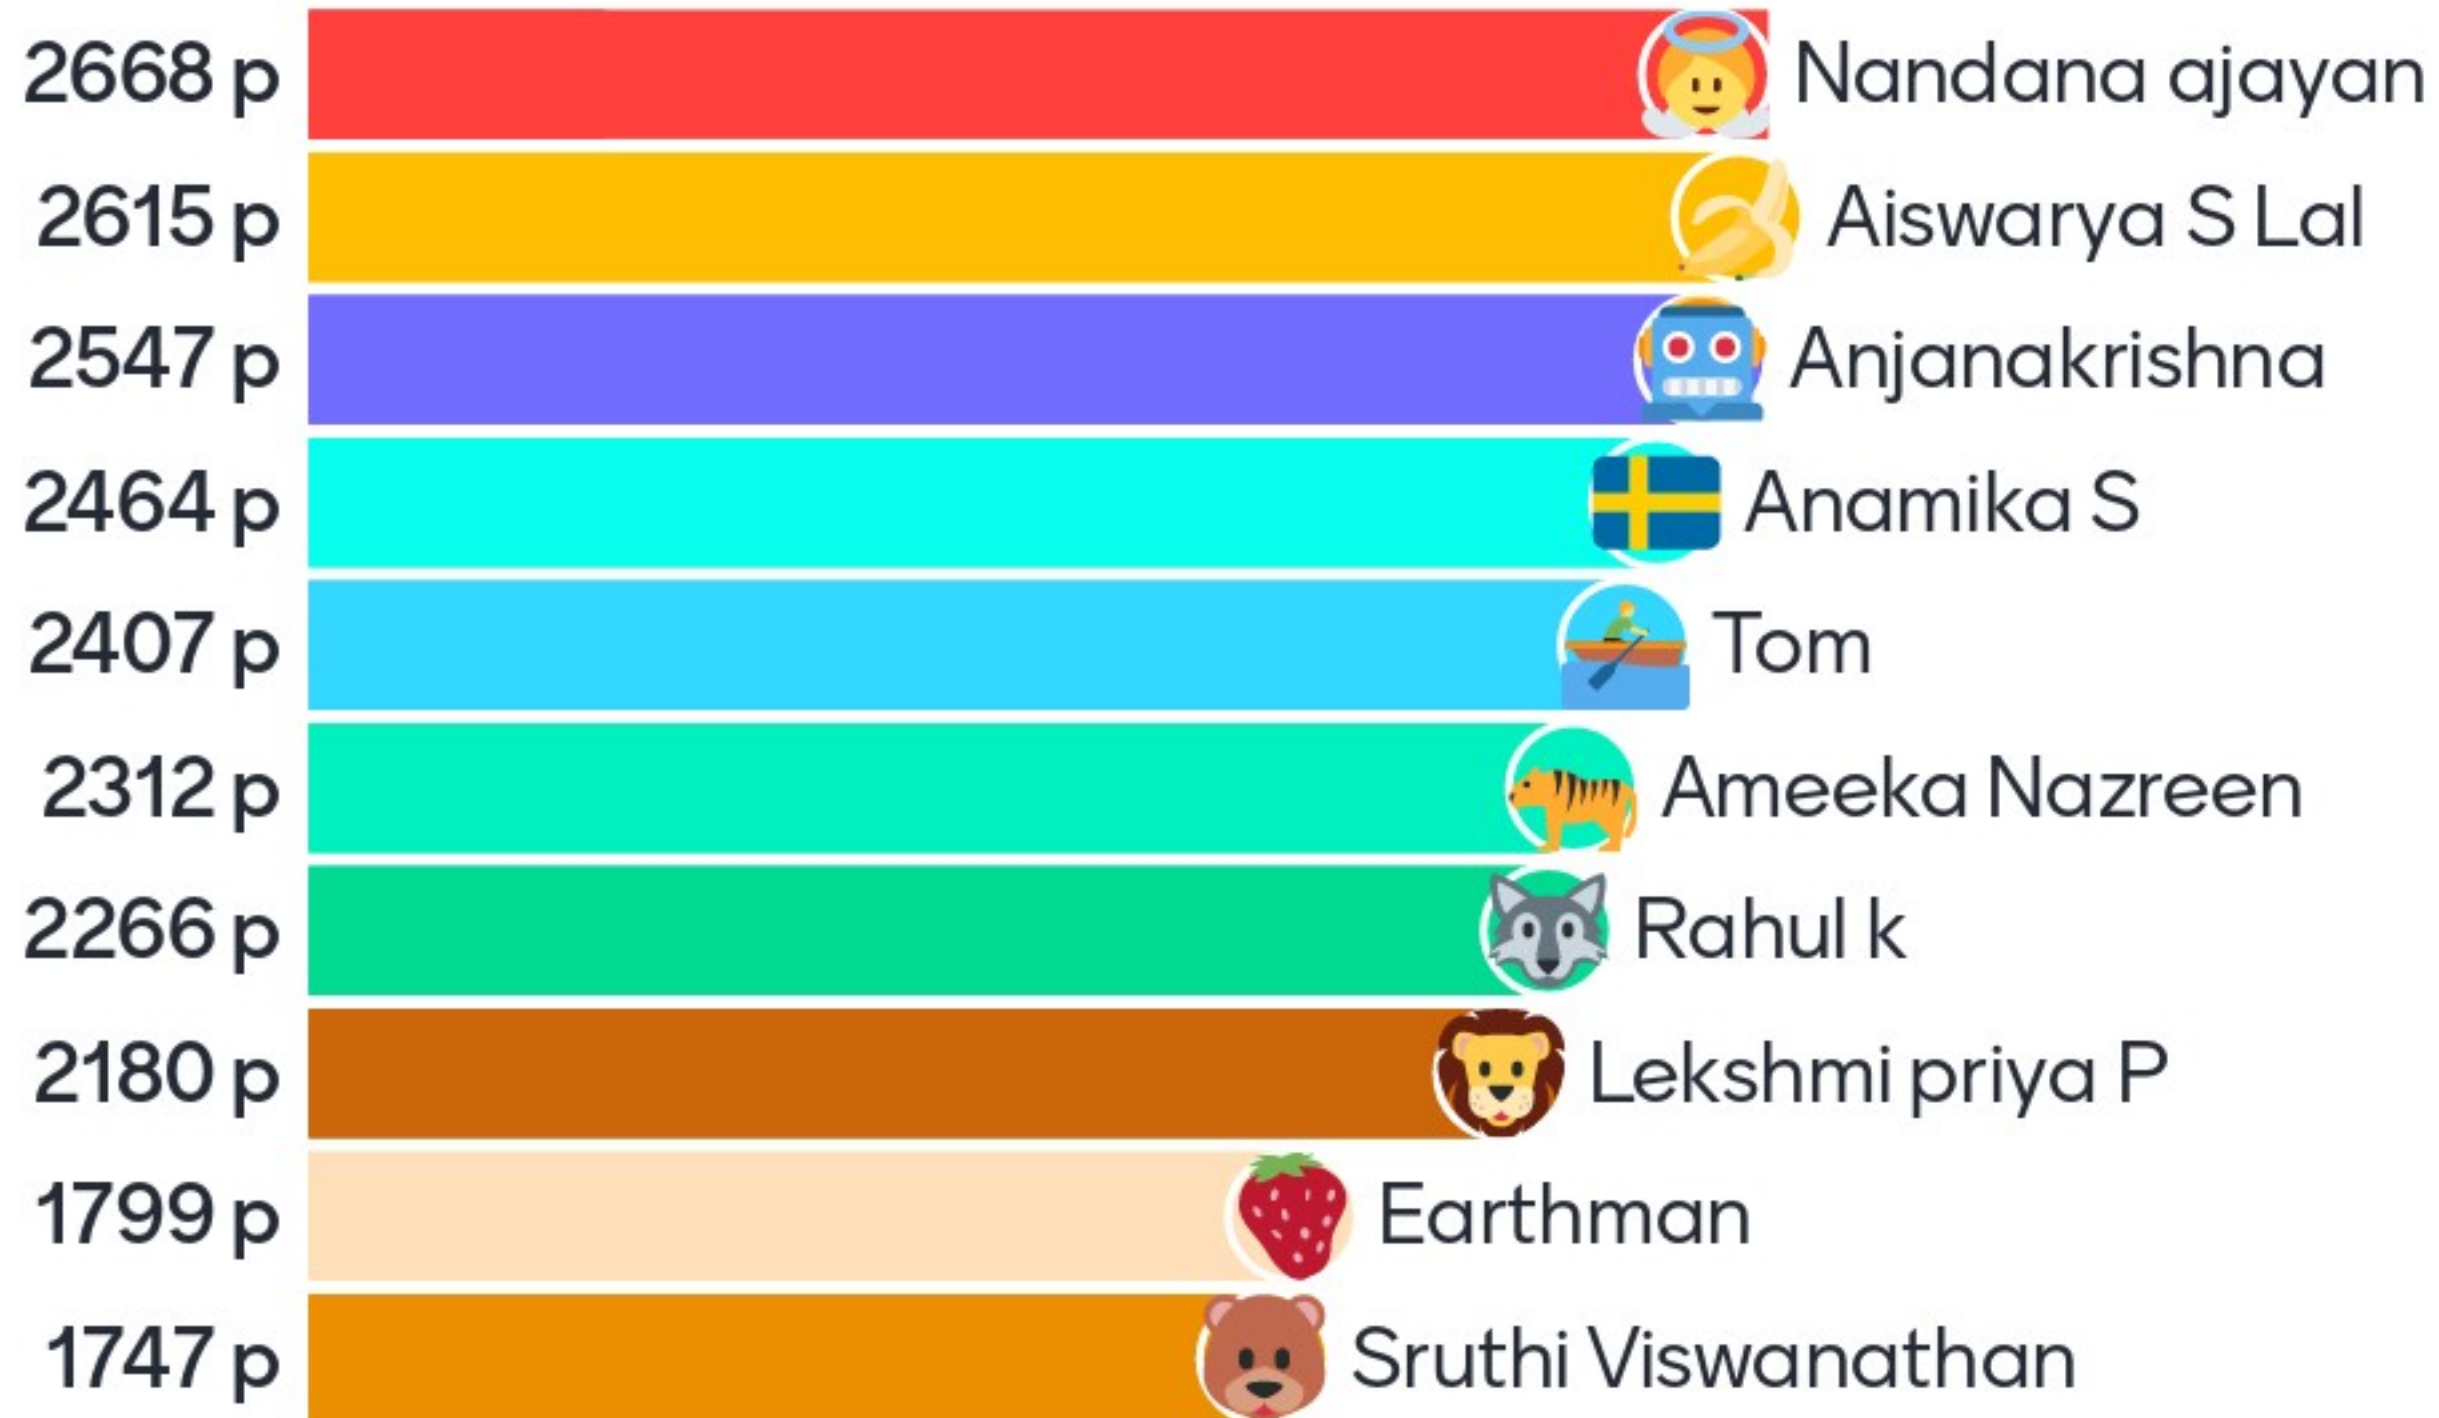 2668 p Nandana ajayan
2615 p Aiswarya S Lal
2547 p Anjanakrishna
2464 p Anamika S
2407 p Tom
2312 p Ameeka Nazreen
2266 p Rahul k
2180 p Lekshmi priya P
1799 p Earthman
1747 p Sruthi Viswanathan